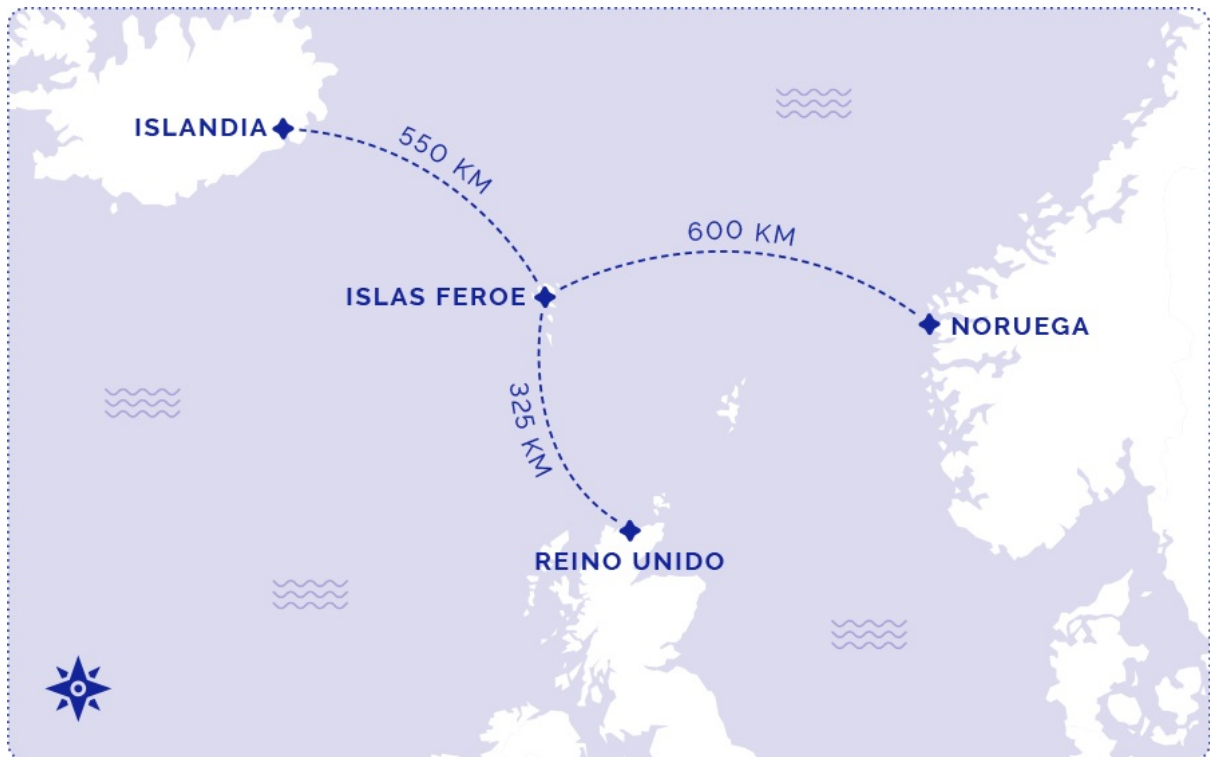 ISLANDIA
550 KM
600 KM
ISLAS FEROE
NORUEGA
325 KM
REINO UNIDO